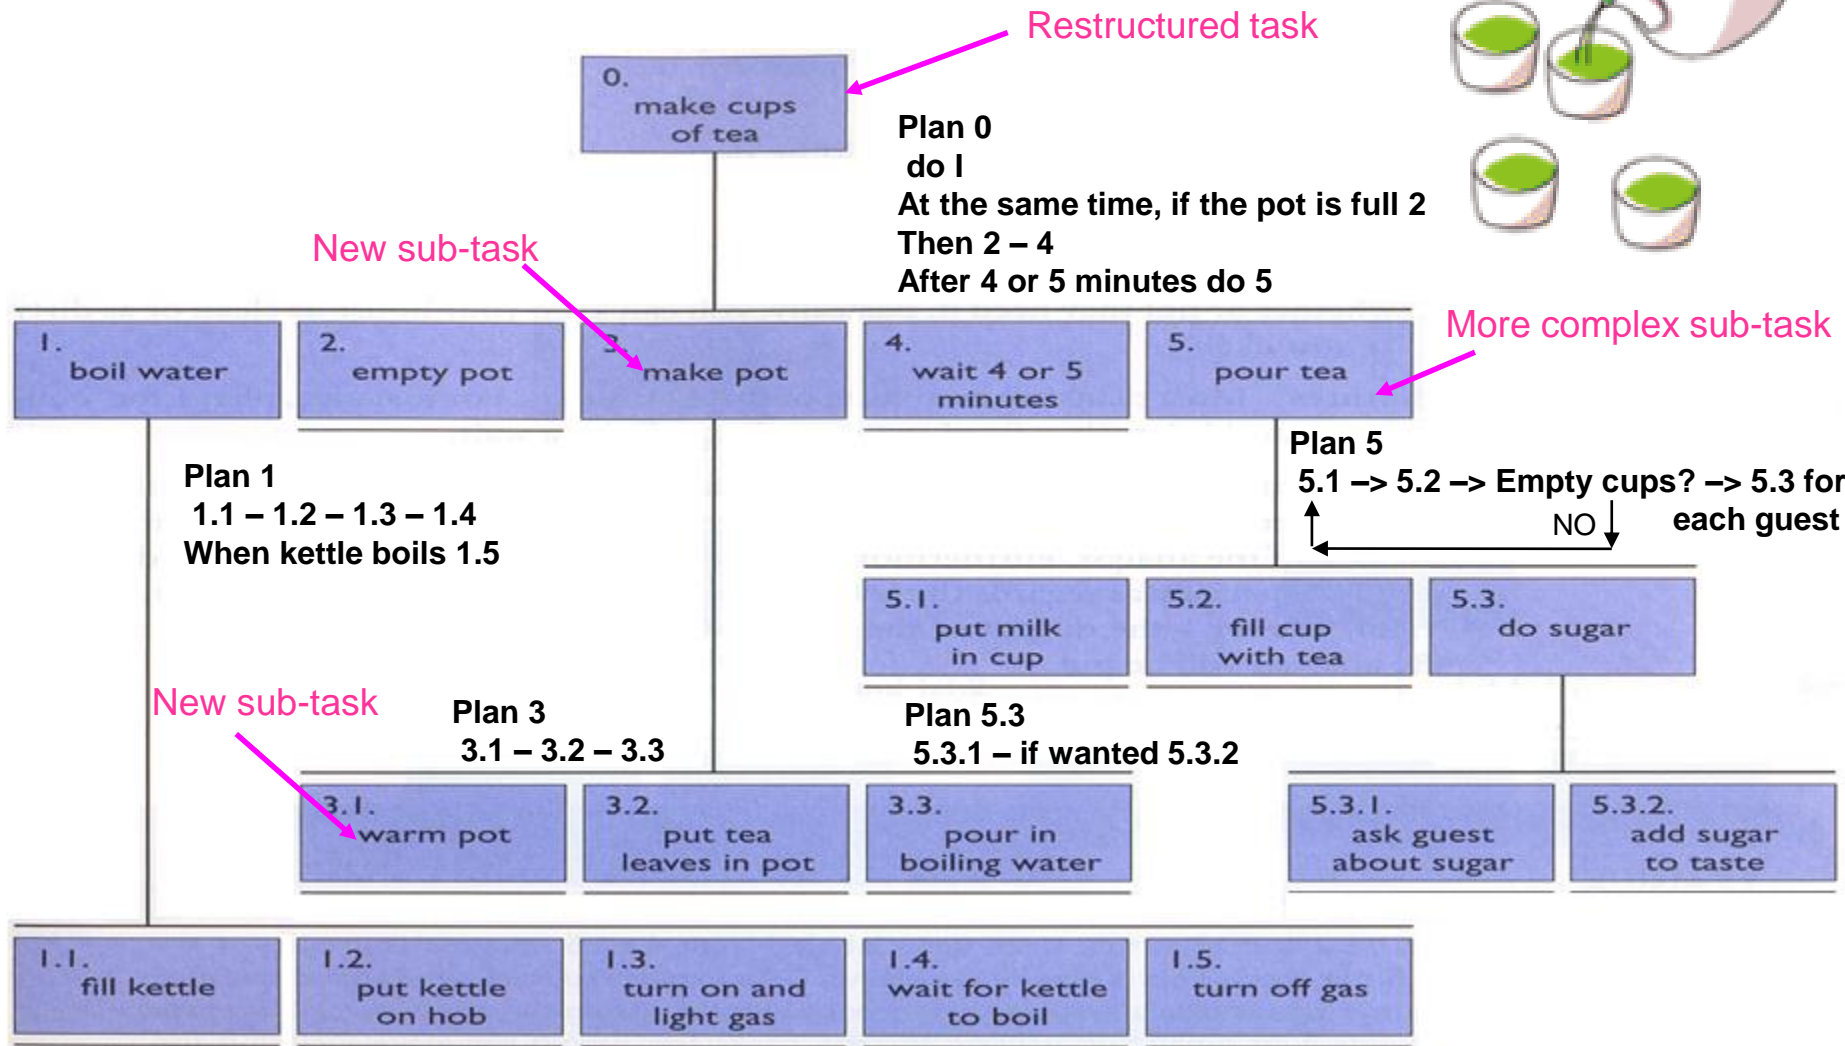 Restructured task
0.
make cups
of tea
Plan 0
do I
At the same time, if the pot is full 2
Then 2 – 4
After 4 or 5 minutes do 5
New sub-task
1.
boil water
2.
empty pot
3.
make pot
4.
wait 4 or 5
minutes
5.
pour tea
More complex sub-task
Plan 1
1.1 – 1.2 – 1.3 – 1.4
When kettle boils 1.5
Plan 5
5.1 –> 5.2 –> Empty cups? –> 5.3 for
NO each guest
5.1.
put milk
in cup
5.2.
fill cup
with tea
5.3.
do sugar
New sub-task
Plan 3
3.1 – 3.2 – 3.3
Plan 5.3
5.3.1 – if wanted 5.3.2
3.1.
warm pot
3.2.
put tea
leaves in pot
3.3.
pour in
boiling water
5.3.1.
ask guest
about sugar
5.3.2.
add sugar
to taste
1.1.
fill kettle
1.2.
put kettle
on hob
1.3.
turn on and
light gas
1.4.
wait for kettle
to boil
1.5.
turn off gas